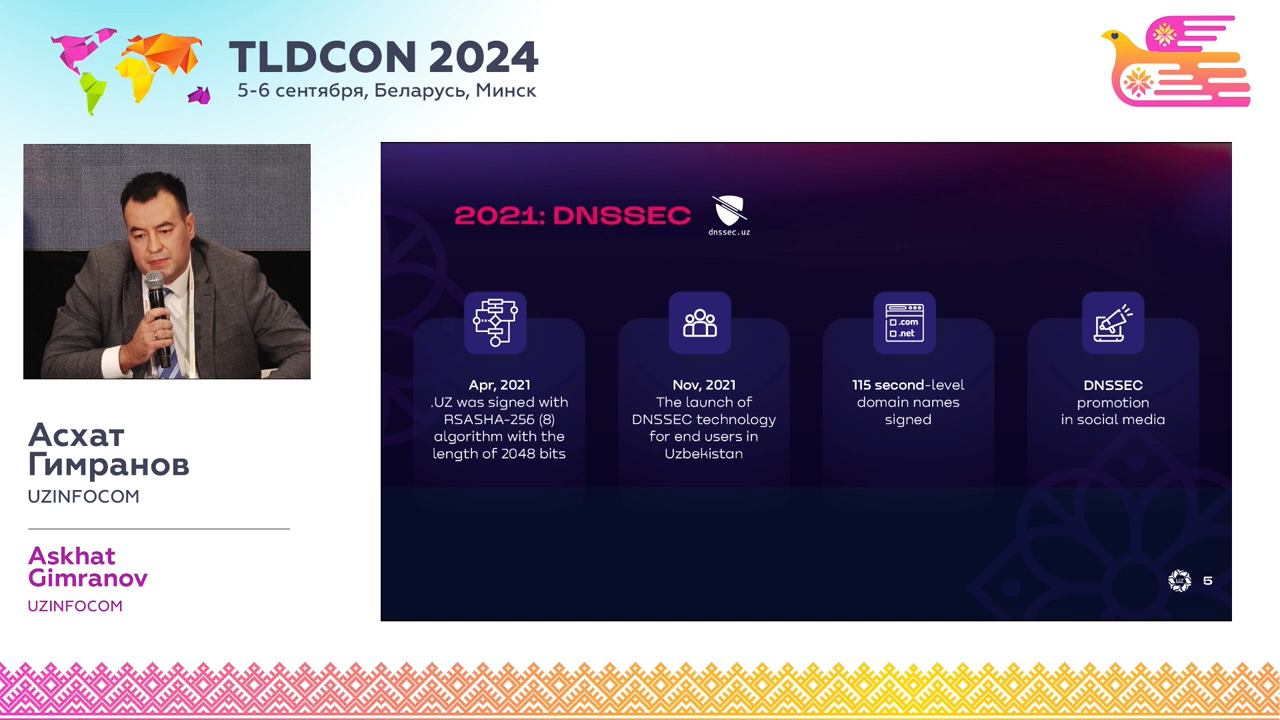 TLDCON 2024
5-6 сентября, Беларусь, Минск
Асхат
Гимранов
UZINFOCOM
Askhat
Gimranov
UZINFOCOM
2021: DNSSEC
dnssec.uz
Apr, 2021
.UZ was signed with
RSASHA-256 (8)
algorithm with the
length of 2048 bits
Nov, 2021
The launch of
DNSSEC technology
for end users in
Uzbekistan
.com
.net
115 second-level
domain names
signed
DNSSEC
promotion
in social media
UZ
5